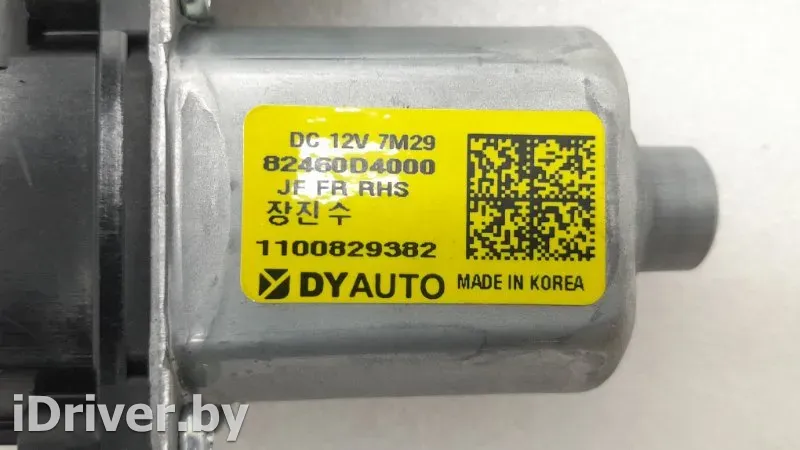 DC 12V 7M29
82460D4000
JF FR RHS
장진수
1100829382
DYAUTO MADE IN KOREA
iDriver.by